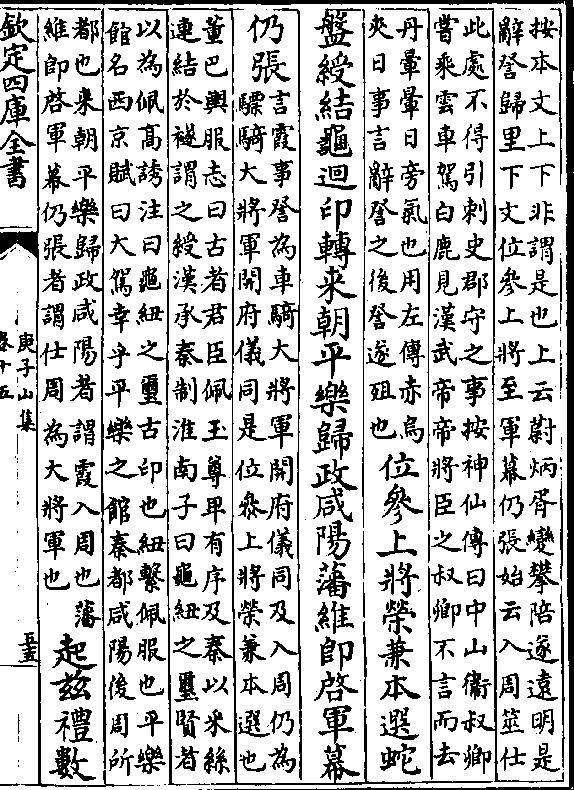 按本文上下非謂是也上云蔚炳胥變攀陪遂遠明是
辭譽歸里下文位參上將至軍幕仍張始云入周筮仕
此處不得引刺史郡守之事按神仙傳曰中山衛叔卿
嘗乘雲車駕白鹿見漢武帝帝將臣之叔卿不言而去
丹暈暈日旁氣也用左傳赤烏
夾日事言辭譽之後譽遂殂也
位參上將榮兼本選蛇
盤綬結龜迴印轉來朝平樂歸政咸陽藩維即啓軍幕
仍張
言霞事譽為車騎大將軍開府儀同及入周仍為
驃騎大將軍開府儀同是位參上將榮兼本選也
董巴輿服志曰古者君臣佩玉尊卑有序及秦以采絲
連結於襚謂之綬漢承秦制淮南子曰龜紐之璽賢者
以為佩高誘注曰龜紐之璽古印也紐繫佩服也平樂
館名西京賦曰大駕幸乎平樂之館秦都咸陽後周所
都也來朝平樂歸政咸陽者謂霞入周也藩
維即啓軍幕仍張者謂仕周為大將軍也
起兹禮數
欽定四庫全書
庾子山集
卷十五